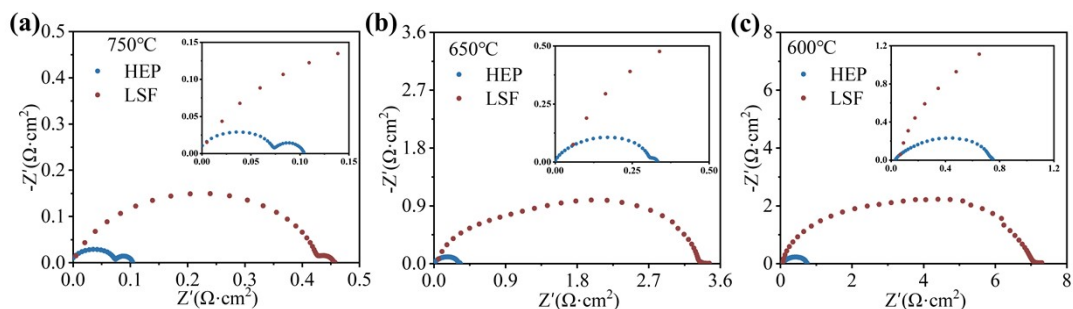 (a)
750℃
HEP
LSF
-Z'(Ω·cm²)
0.5
0.4
0.3
0.2
0.1
0.0
0.0 0.1 0.2 0.3 0.4 0.5
Z'(Ω·cm²)
0.15
0.10
0.05
0.00
0.00 0.05 0.10 0.15
(b)
650℃
HEP
LSF
-Z'(Ω·cm²)
3.6
2.7
1.8
0.9
0.0
0.0 0.9 1.8 2.7 3.6
Z'(Ω·cm²)
0.50
0.25
0.00
0.00 0.25 0.50
(c)
600℃
HEP
LSF
-Z'(Ω·cm²)
8
6
4
2
0
0 2 4 6 8
Z'(Ω·cm²)
1.2
0.8
0.4
0.0
0.0 0.4 0.8 1.2